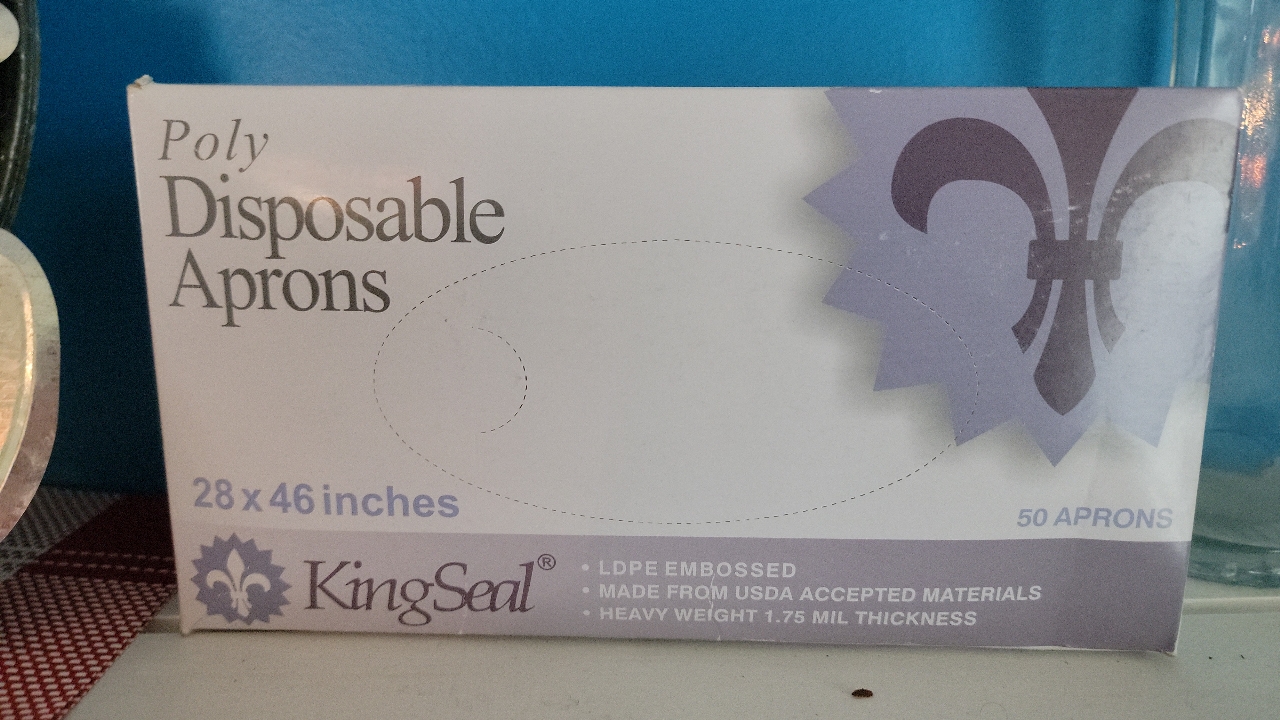 Poly
Disposable
Aprons
28 x 46 inches
50 APRONS
KingSeal®
• LDPE EMBOSSED
• MADE FROM USDA ACCEPTED MATERIALS
• HEAVY WEIGHT 1.75 MIL THICKNESS